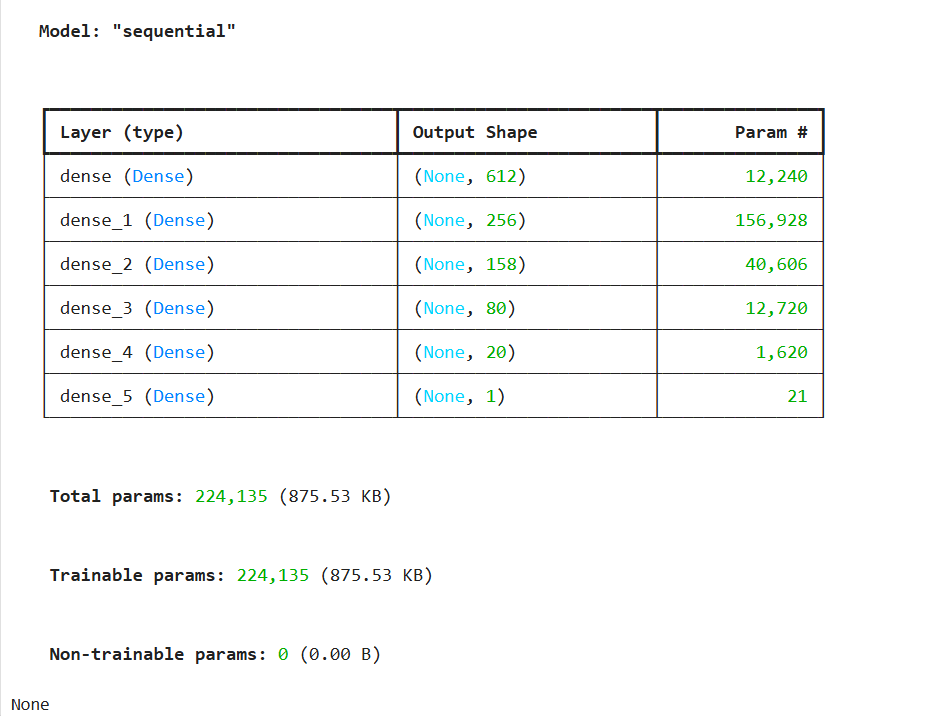 Model: "sequential"
Layer (type) Output Shape Param #
dense (Dense) (None, 612) 12,240
dense_1 (Dense) (None, 256) 156,928
dense_2 (Dense) (None, 158) 40,606
dense_3 (Dense) (None, 80) 12,720
dense_4 (Dense) (None, 20) 1,620
dense_5 (Dense) (None, 1) 21
Total params: 224,135 (875.53 KB)
Trainable params: 224,135 (875.53 KB)
Non-trainable params: 0 (0.00 B)
None